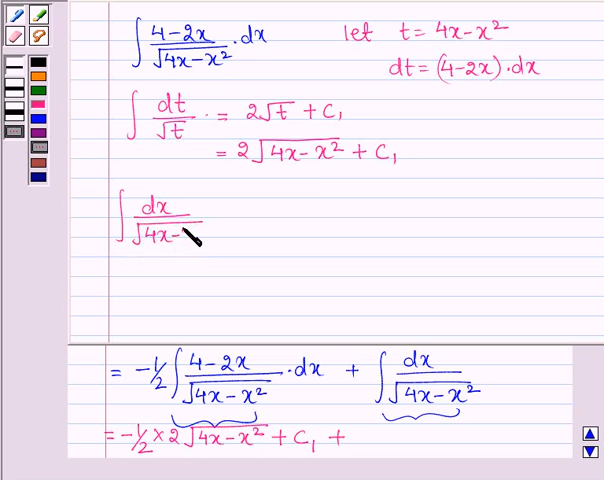 ∫ (4-2x)/√(4x-x²) · dx    let t = 4x-x²
dt = (4-2x)·dx
∫ dt/√t · = 2√t + C₁
= 2√(4x-x²) + C₁
∫ dx/√(4x-
= -1/2 ∫ (4-2x)/√(4x-x²) · dx + ∫ dx/√(4x-x²)
= -1/2 × 2√(4x-x²) + C₁ +